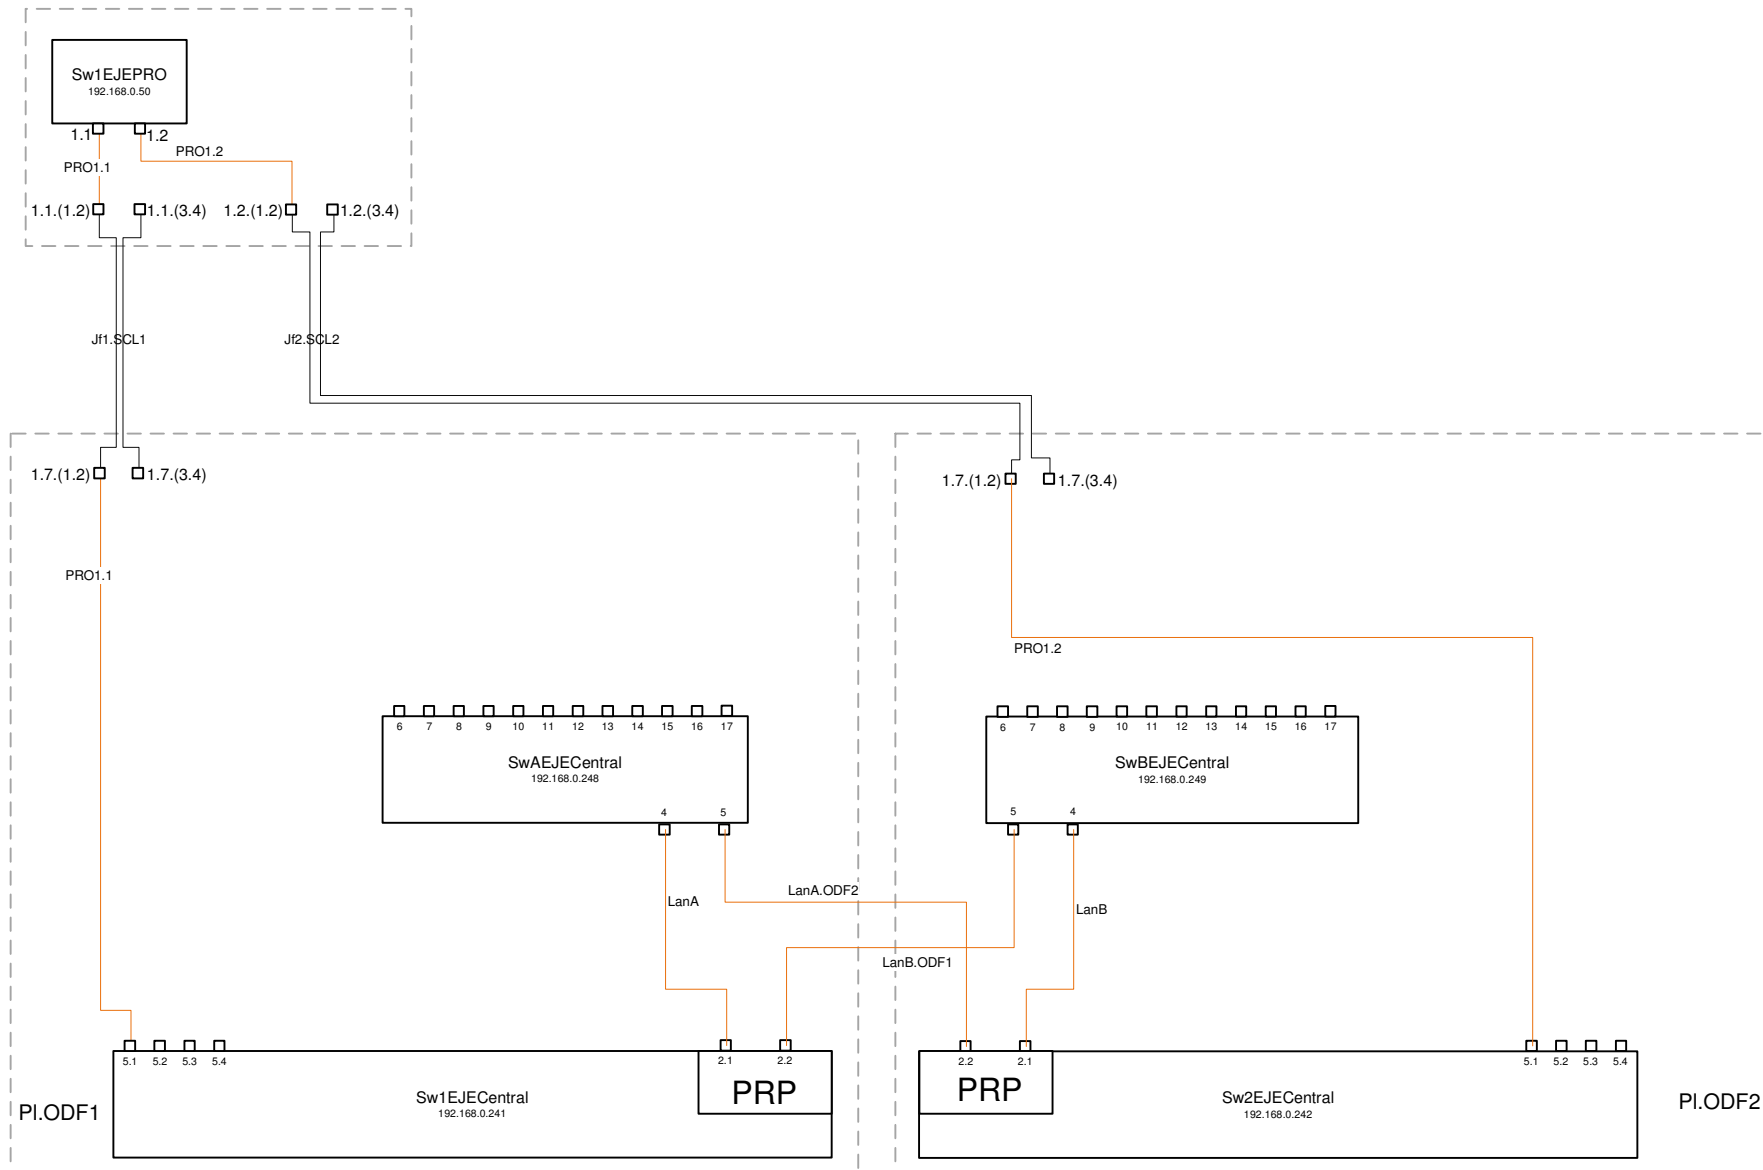 Sw1EJEPRO
192.168.0.50
1.1
1.2
PRO1.2
PRO1.1
1.1.(1.2)
1.1.(3.4)
1.2.(1.2)
1.2.(3.4)
Jf1.SCL1
Jf2.SCL2
1.7.(1.2)
1.7.(3.4)
1.7.(1.2)
1.7.(3.4)
PRO1.1
PRO1.2
6 7 8 9 10 11 12 13 14 15 16 17
SwAEJECentral
192.168.0.248
4 5
6 7 8 9 10 11 12 13 14 15 16 17
SwBEJECentral
192.168.0.249
5 4
LanA.ODF2
LanA
LanB
LanB.ODF1
5.1 5.2 5.3 5.4
2.1 2.2
PRP
Sw1EJECentral
192.168.0.241
Pl.ODF1
2.2 2.1
PRP
5.1 5.2 5.3 5.4
Sw2EJECentral
192.168.0.242
Pl.ODF2